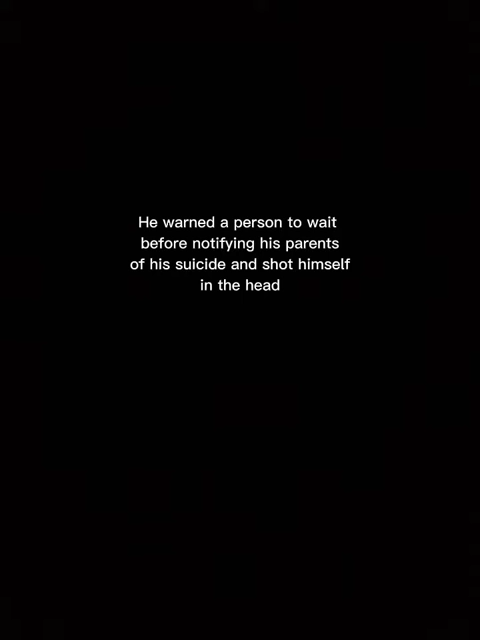 He warned a person to wait
before notifying his parents
of his suicide and shot himself
in the head